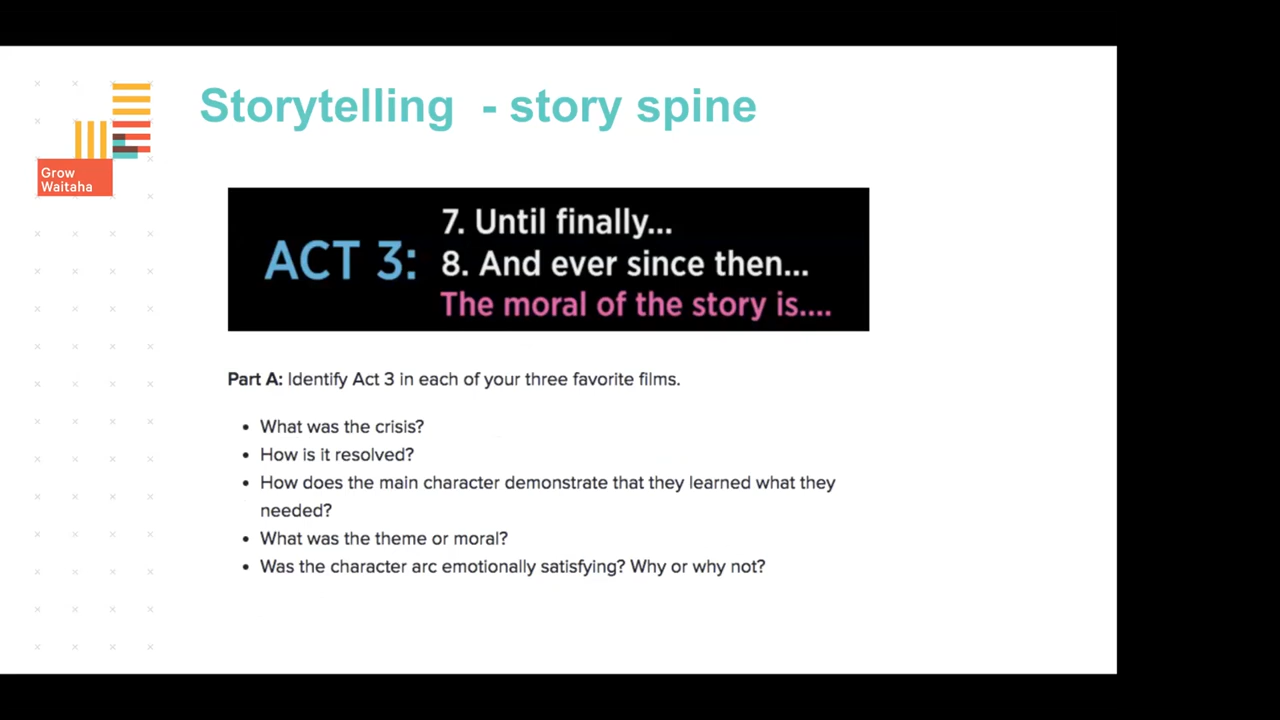 Storytelling - story spine
Grow
Waitaha
ACT 3:
7. Until finally...
8. And ever since then...
The moral of the story is....
Part A: Identify Act 3 in each of your three favorite films.
• What was the crisis?
• How is it resolved?
• How does the main character demonstrate that they learned what they
needed?
• What was the theme or moral?
• Was the character arc emotionally satisfying? Why or why not?